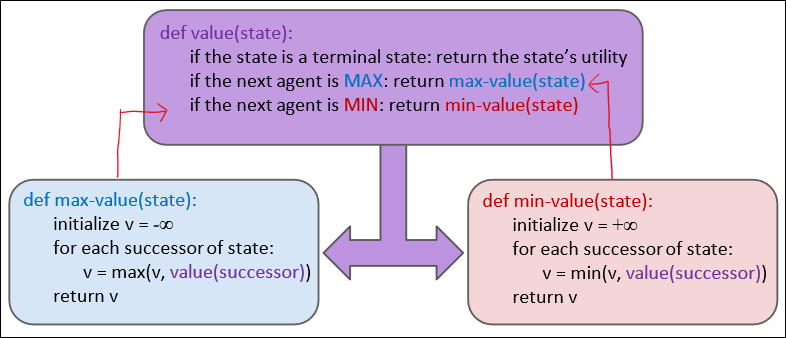 def value(state):
if the state is a terminal state: return the state’s utility
if the next agent is MAX: return max-value(state)
if the next agent is MIN: return min-value(state)
def max-value(state):
initialize v = -∞
for each successor of state:
v = max(v, value(successor))
return v
def min-value(state):
initialize v = +∞
for each successor of state:
v = min(v, value(successor))
return v